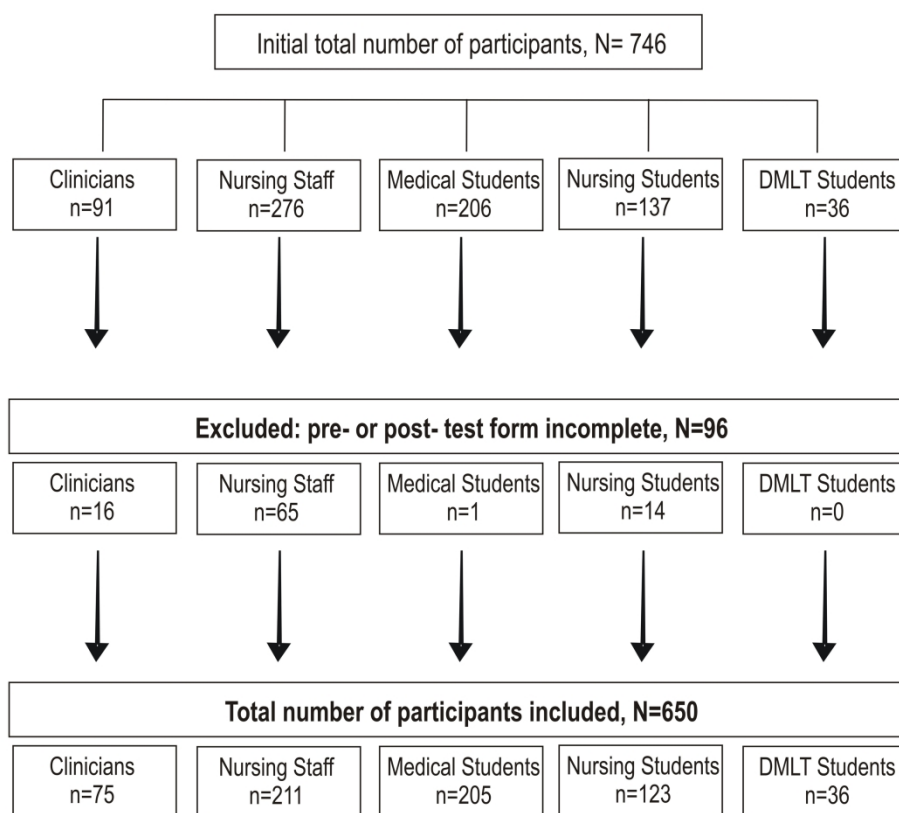 Initial total number of participants, N= 746
Clinicians
n=91
Nursing Staff
n=276
Medical Students
n=206
Nursing Students
n=137
DMLT Students
n=36
Excluded: pre- or post- test form incomplete, N=96
Clinicians
n=16
Nursing Staff
n=65
Medical Students
n=1
Nursing Students
n=14
DMLT Students
n=0
Total number of participants included, N=650
Clinicians
n=75
Nursing Staff
n=211
Medical Students
n=205
Nursing Students
n=123
DMLT Students
n=36